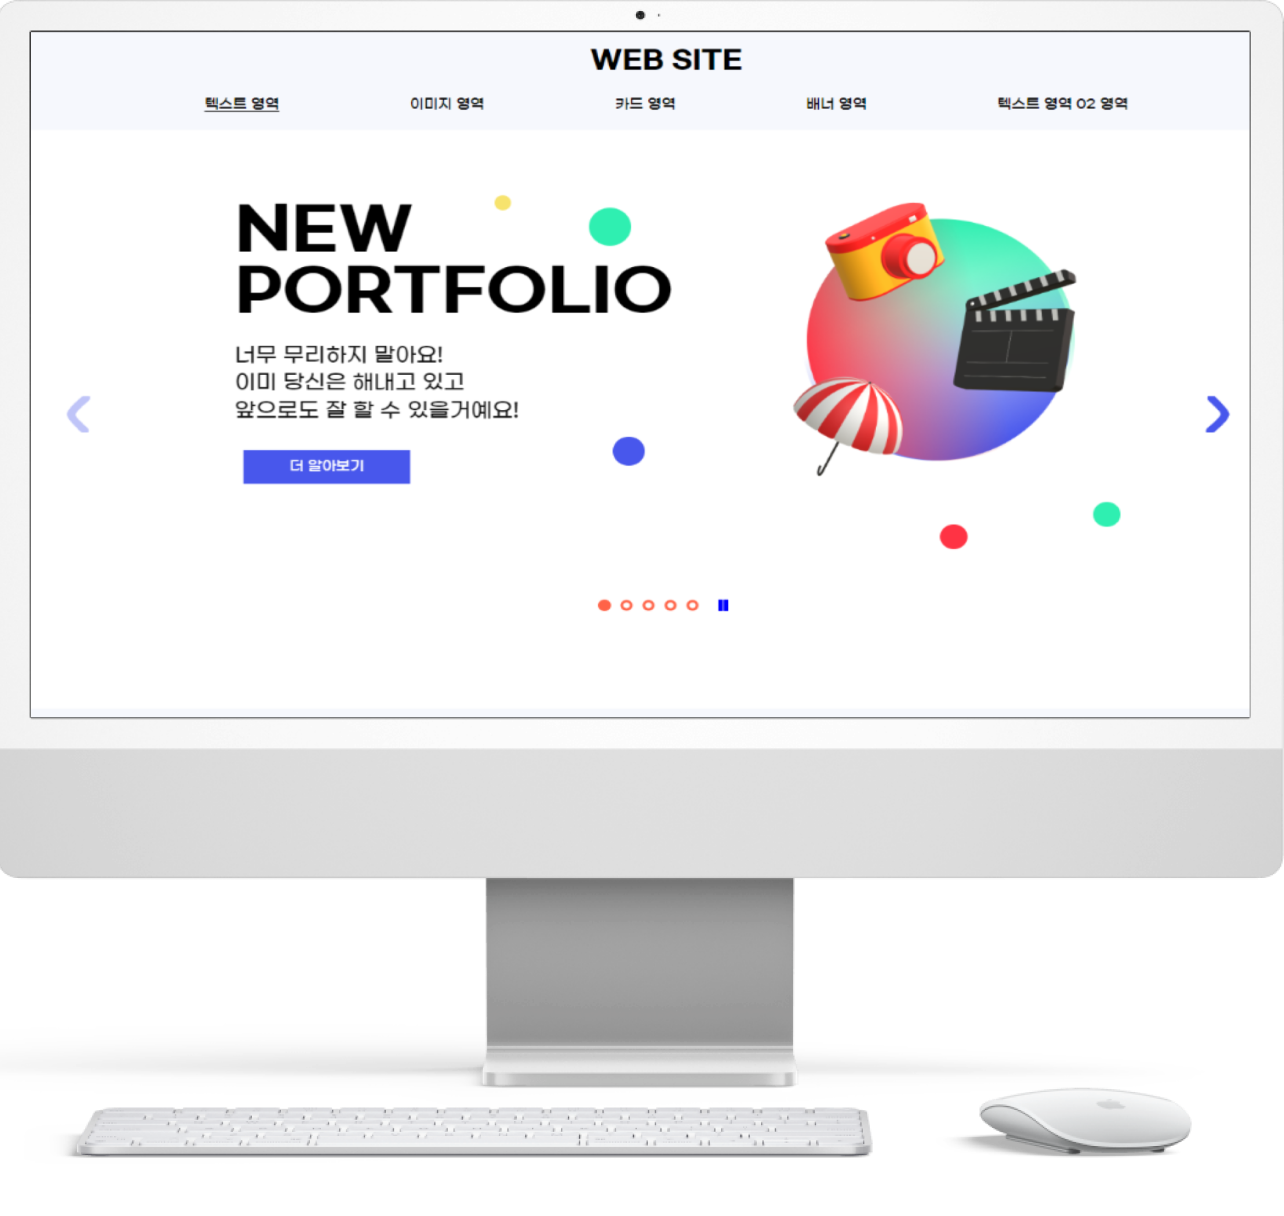 WEB SITE
텍스트 영역
이미지 영역
카드 영역
배너 영역
텍스트 영역 02 영역
NEW
PORTFOLIO
너무 무리하지 말아요!
이미 당신은 해내고 있고
앞으로도 잘 할 수 있을거예요!
더 알아보기